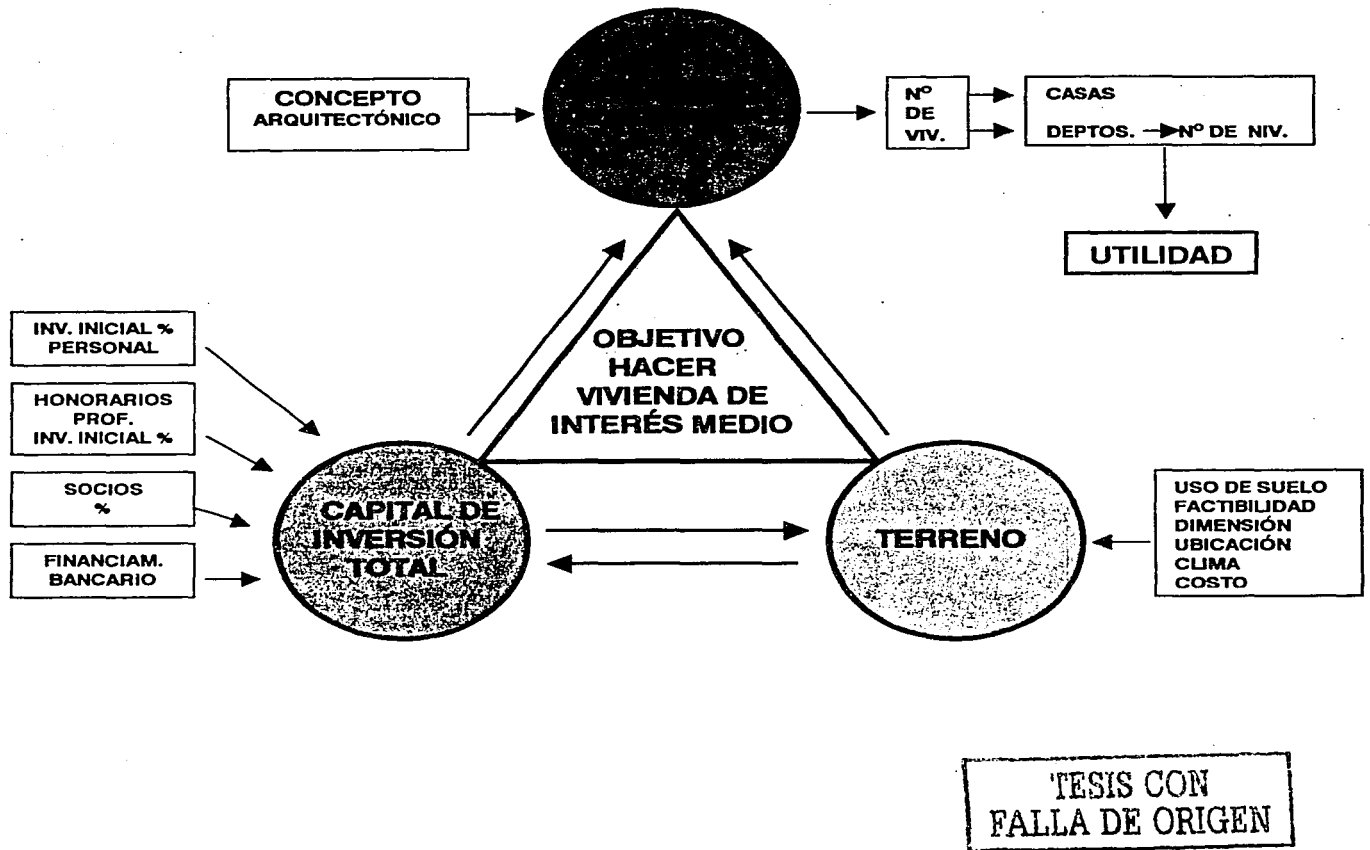 CONCEPTO
ARQUITECTÓNICO
Nº
DE
VIV.
CASAS
DEPTOS.
Nº DE NIV.
UTILIDAD
OBJETIVO
HACER
VIVIENDA DE
INTERÉS MEDIO
INV. INICIAL %
PERSONAL
HONORARIOS
PROF.
INV. INICIAL %
SOCIOS
%
FINANCIAM.
BANCARIO
CAPITAL DE
INVERSIÓN
TOTAL
TERRENO
USO DE SUELO
FACTIBILIDAD
DIMENSIÓN
UBICACIÓN
CLIMA
COSTO
TESIS CON
FALLA DE ORIGEN